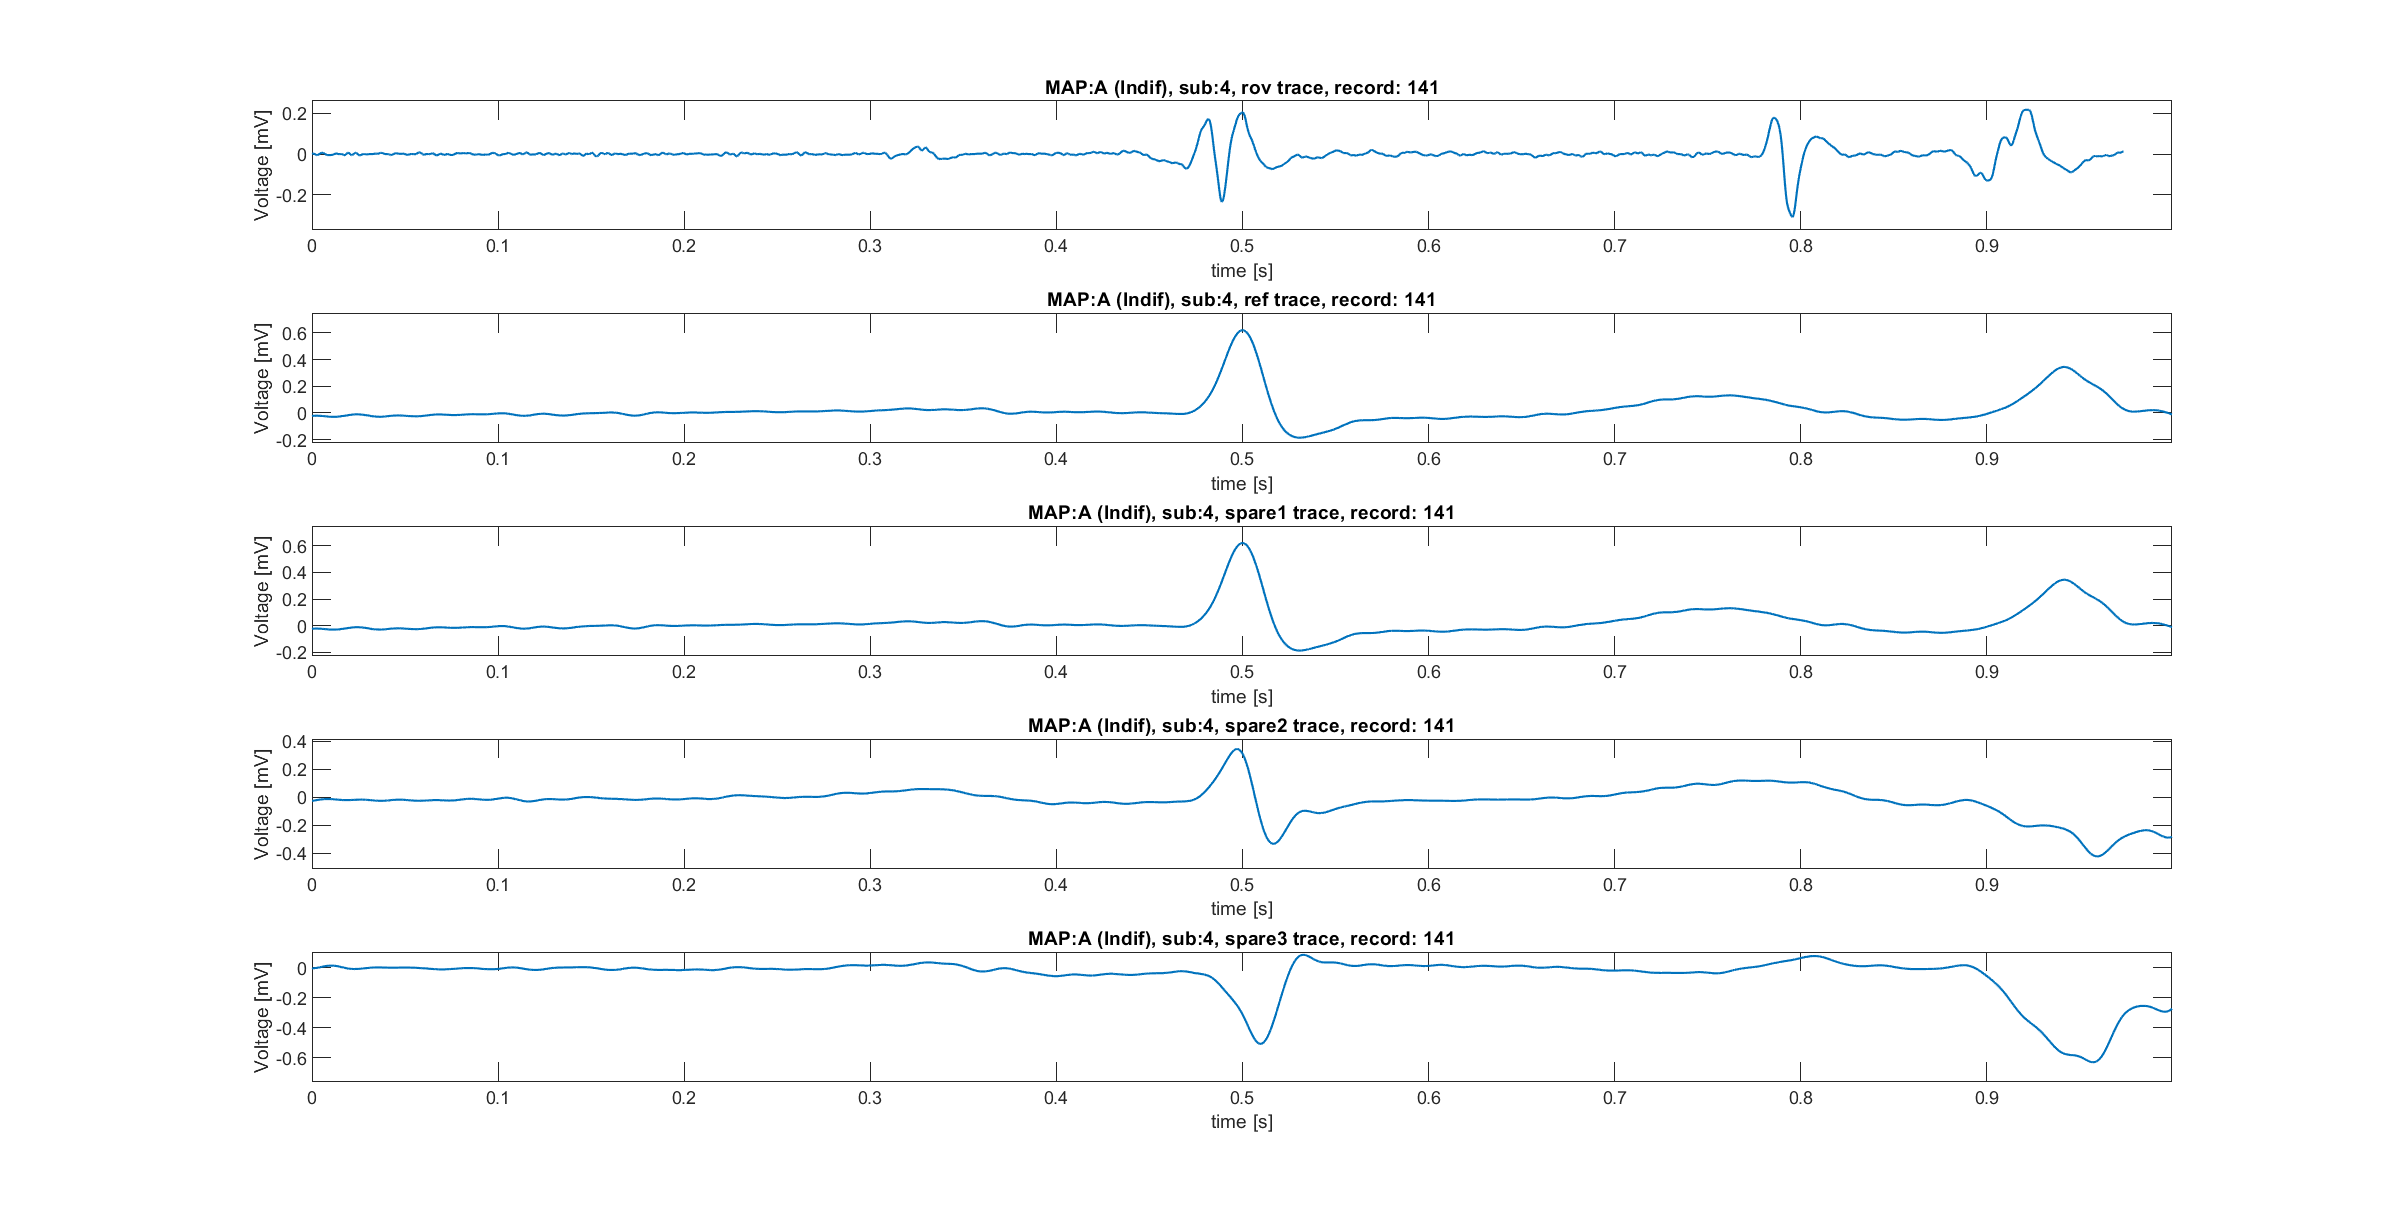 MAP:A (Indif), sub:4, rov trace, record: 141
Voltage [mV]
0.2
0
-0.2
0 0.1 0.2 0.3 0.4 0.5 0.6 0.7 0.8 0.9
time [s]
MAP:A (Indif), sub:4, ref trace, record: 141
Voltage [mV]
0.6
0.4
0.2
0
-0.2
0 0.1 0.2 0.3 0.4 0.5 0.6 0.7 0.8 0.9
time [s]
MAP:A (Indif), sub:4, spare1 trace, record: 141
Voltage [mV]
0.6
0.4
0.2
0
-0.2
0 0.1 0.2 0.3 0.4 0.5 0.6 0.7 0.8 0.9
time [s]
MAP:A (Indif), sub:4, spare2 trace, record: 141
Voltage [mV]
0.4
0.2
0
-0.2
-0.4
0 0.1 0.2 0.3 0.4 0.5 0.6 0.7 0.8 0.9
time [s]
MAP:A (Indif), sub:4, spare3 trace, record: 141
Voltage [mV]
0
-0.2
-0.4
-0.6
0 0.1 0.2 0.3 0.4 0.5 0.6 0.7 0.8 0.9
time [s]